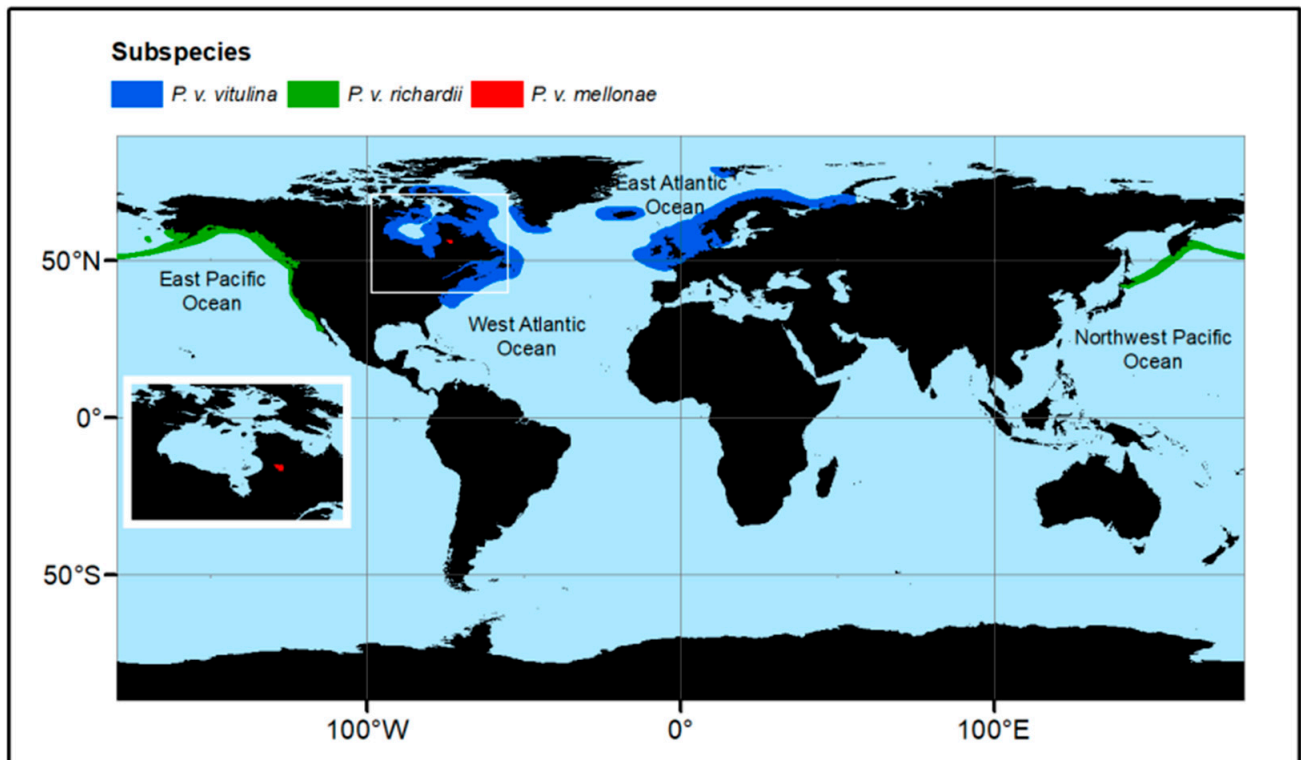 Subspecies
P. v. vitulina P. v. richardii P. v. mellonae
East Atlantic
Ocean
50°N
East Pacific
Ocean
West Atlantic
Ocean
Northwest Pacific
Ocean
0°
50°S
100°W 0° 100°E